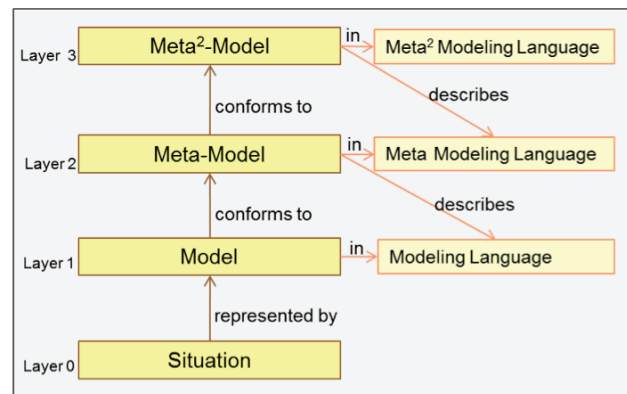 Layer 3
Meta²-Model
in
Meta² Modeling Language
conforms to
describes
Layer 2
Meta-Model
in
Meta Modeling Language
conforms to
describes
Layer 1
Model
in
Modeling Language
represented by
Layer 0
Situation